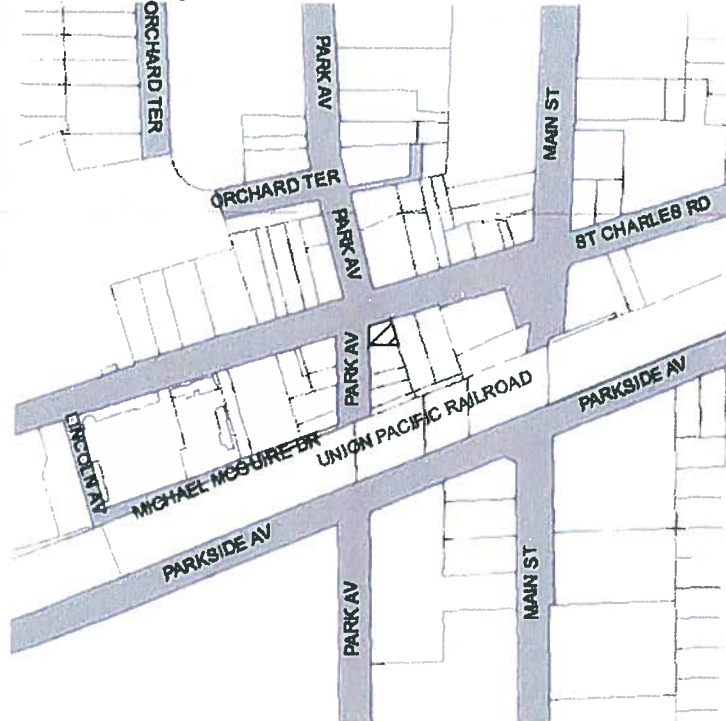 ORCHARD TER
PARK AV
MAIN ST
ORCHARD TER
PARK AV
ST CHARLES RD
PARK AV
PARKSIDE AV
UNION PACIFIC RAILROAD
LINCOLN AV
MICHAEL MCGUIRE DR
PARKSIDE AV
PARK AV
MAIN ST